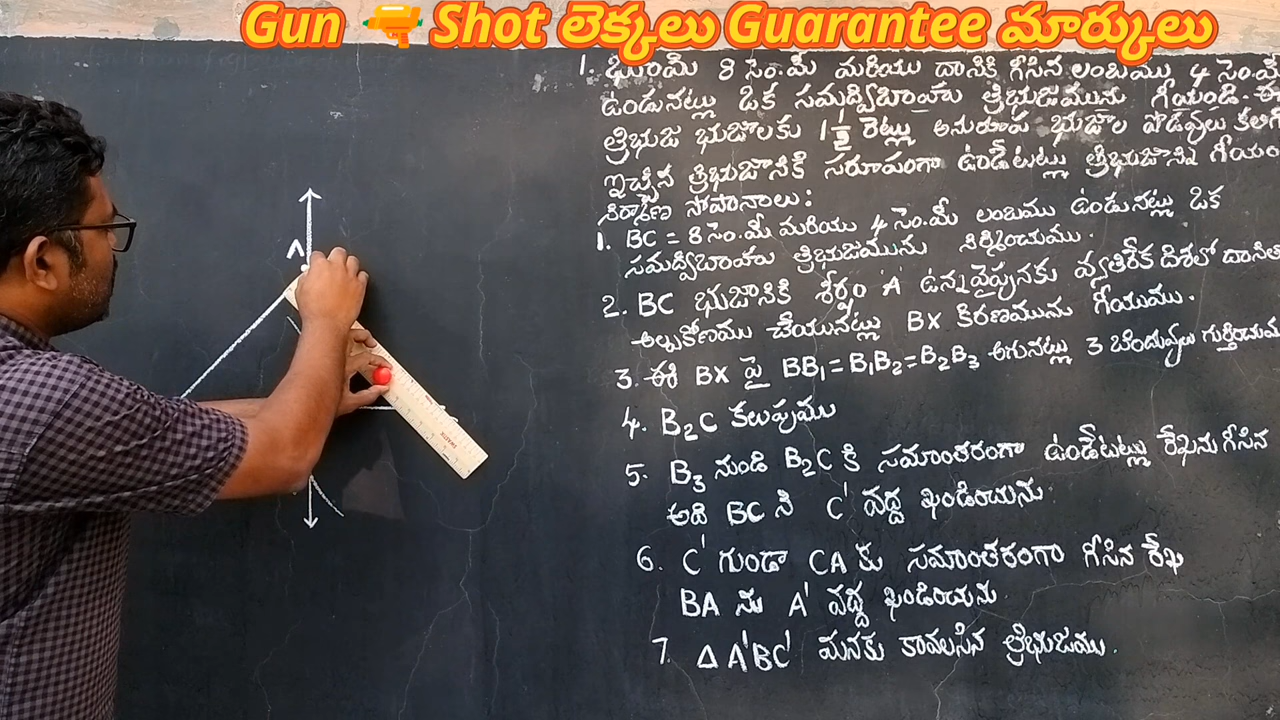 Gun Shot లెక్కలు Guarantee మార్కులు
1. భూమి 8 సెం.మీ మరియు దానికి గీసిన లంబము 4 సెం.మీ
ఉండునట్లు ఒక సమద్విబాహు త్రిభుజమును గీయండి. ఈ
త్రిభుజ భుజాలకు 1 1/2 రెట్లు అనురూప భుజాల పొడవులు కలిగి
ఇచ్చిన త్రిభుజానికి సరూపంగా ఉండేటట్లు త్రిభుజాన్ని గీయం
నిర్మాణ సోపానాలు:
1. BC = 8 సెం.మీ మరియు 4 సెం.మీ లంబము ఉండునట్లు ఒక
సమద్విబాహు త్రిభుజమును నిర్మించుము.
2. BC భుజానికి శీర్షం 'A' ఉన్నవైపునకు వ్యతిరేక దిశలో దానితో
అల్పకోణము చేయునట్లు BX కిరణమును గీయుము.
3. ఈ BX పై BB₁ = B₁B₂ = B₂B₃ అగునట్లు 3 బిందువులు గుర్తించుము
4. B₂C కలుపుము
5. B₃ నుండి B₂C కి సమాంతరంగా ఉండేటట్లు రేఖను గీసిన
అది BC ని C' వద్ద ఖండించును
6. C' గుండా CA కు సమాంతరంగా గీసిన రేఖ
BA ను A' వద్ద ఖండించును.
7. Δ A'BC' మనకు కావలసిన త్రిభుజము.
A